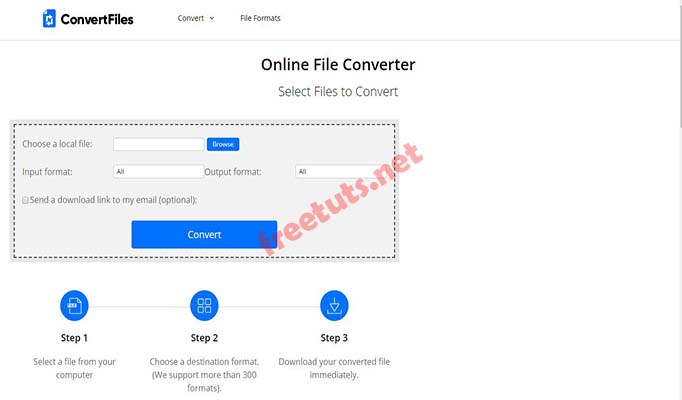 ConvertFiles
Convert
File Formats
Online File Converter
Select Files to Convert
Choose a local file:
Browse
Input format:
All
Output format:
All
Send a download link to my email (optional):
Convert
freetuts.net
Step 1
Step 2
Step 3
Select a file from your
computer
Choose a destination format.
(We support more than 300
formats).
Download your converted file
immediately.